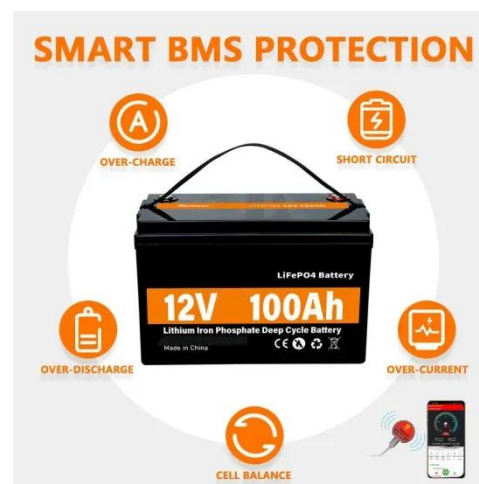 SMART BMS PROTECTION
A
OVER-CHARGE
SHORT CIRCUIT
LiFePO4 Battery
12V 100Ah
Lithium Iron Phosphate Deep Cycle Battery
Made in China
CE
OVER-DISCHARGE
OVER-CURRENT
CELL BALANCE